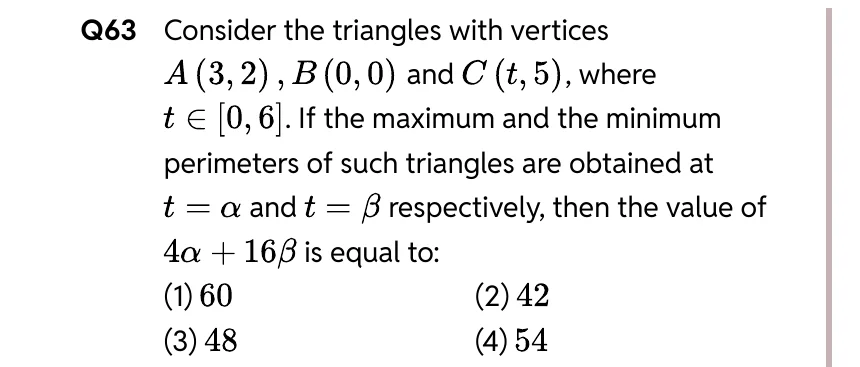 Q63 Consider the triangles with vertices
A (3, 2) , B (0, 0) and C (t, 5), where
t ∈ [0, 6]. If the maximum and the minimum
perimeters of such triangles are obtained at
t = α and t = β respectively, then the value of
4α + 16β is equal to:
(1) 60 (2) 42
(3) 48 (4) 54